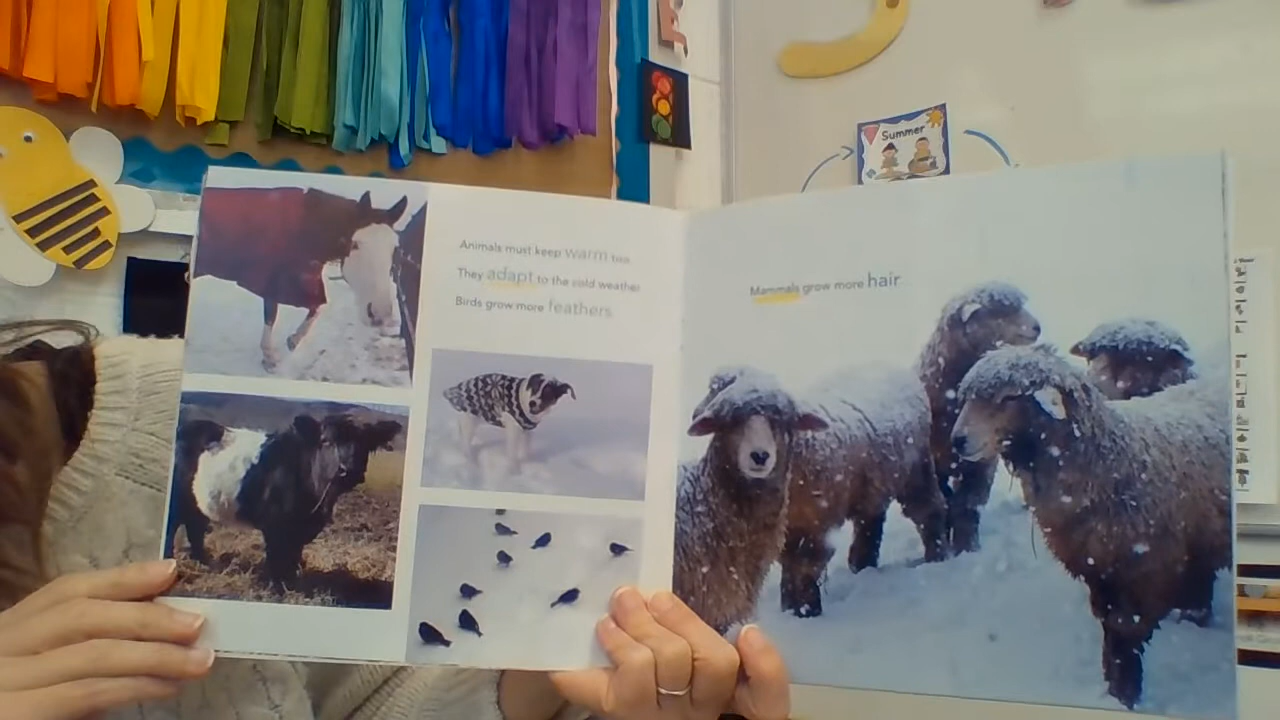 Summer
Animals must keep warm too.
They adapt to the cold weather.
Birds grow more feathers.
Mammals grow more hair.